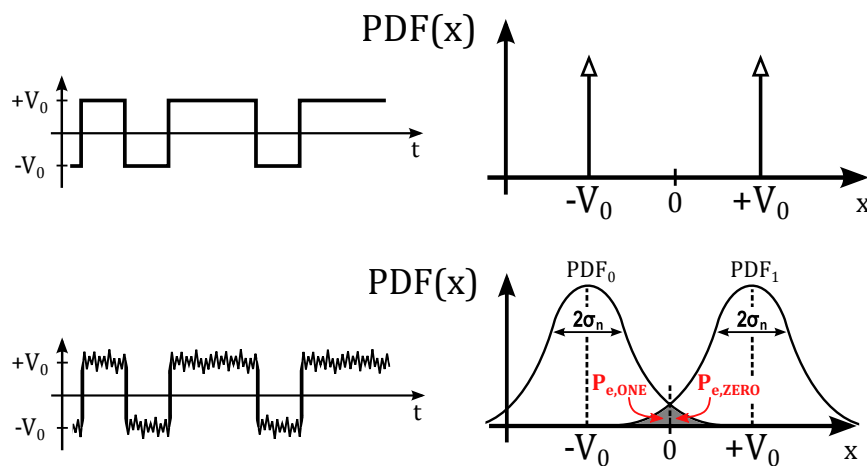 PDF(x)
+V₀
-V₀
t
-V₀ 0 +V₀ x
PDF(x)
PDF₀ PDF₁
2σₙ 2σₙ
Pₑ,ONE Pₑ,ZERO
+V₀
-V₀
t
-V₀ 0 +V₀ x